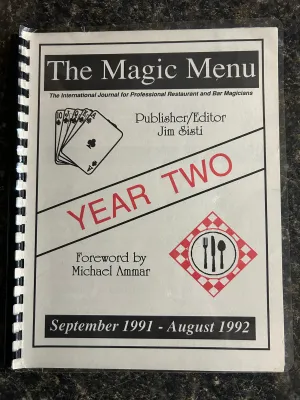 The Magic Menu
The International Journal for Professional Restaurant and Bar Magicians
Publisher/Editor
Jim Sisti
YEAR TWO
Foreword by
Michael Ammar
September 1991 - August 1992